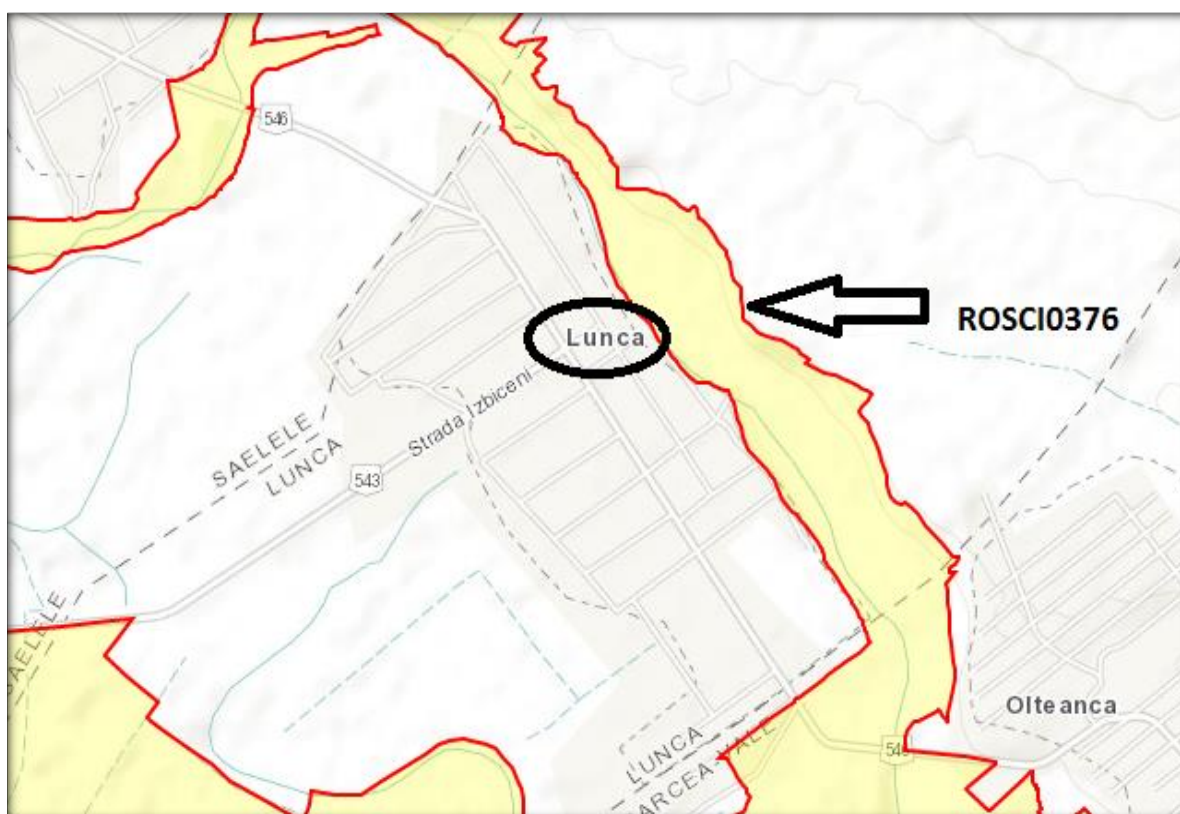 546
ROSCI0376
Lunca
Strada Izbiceni
SAELELE
LUNCA
543
SAELELE
Olteanca
LUNCA